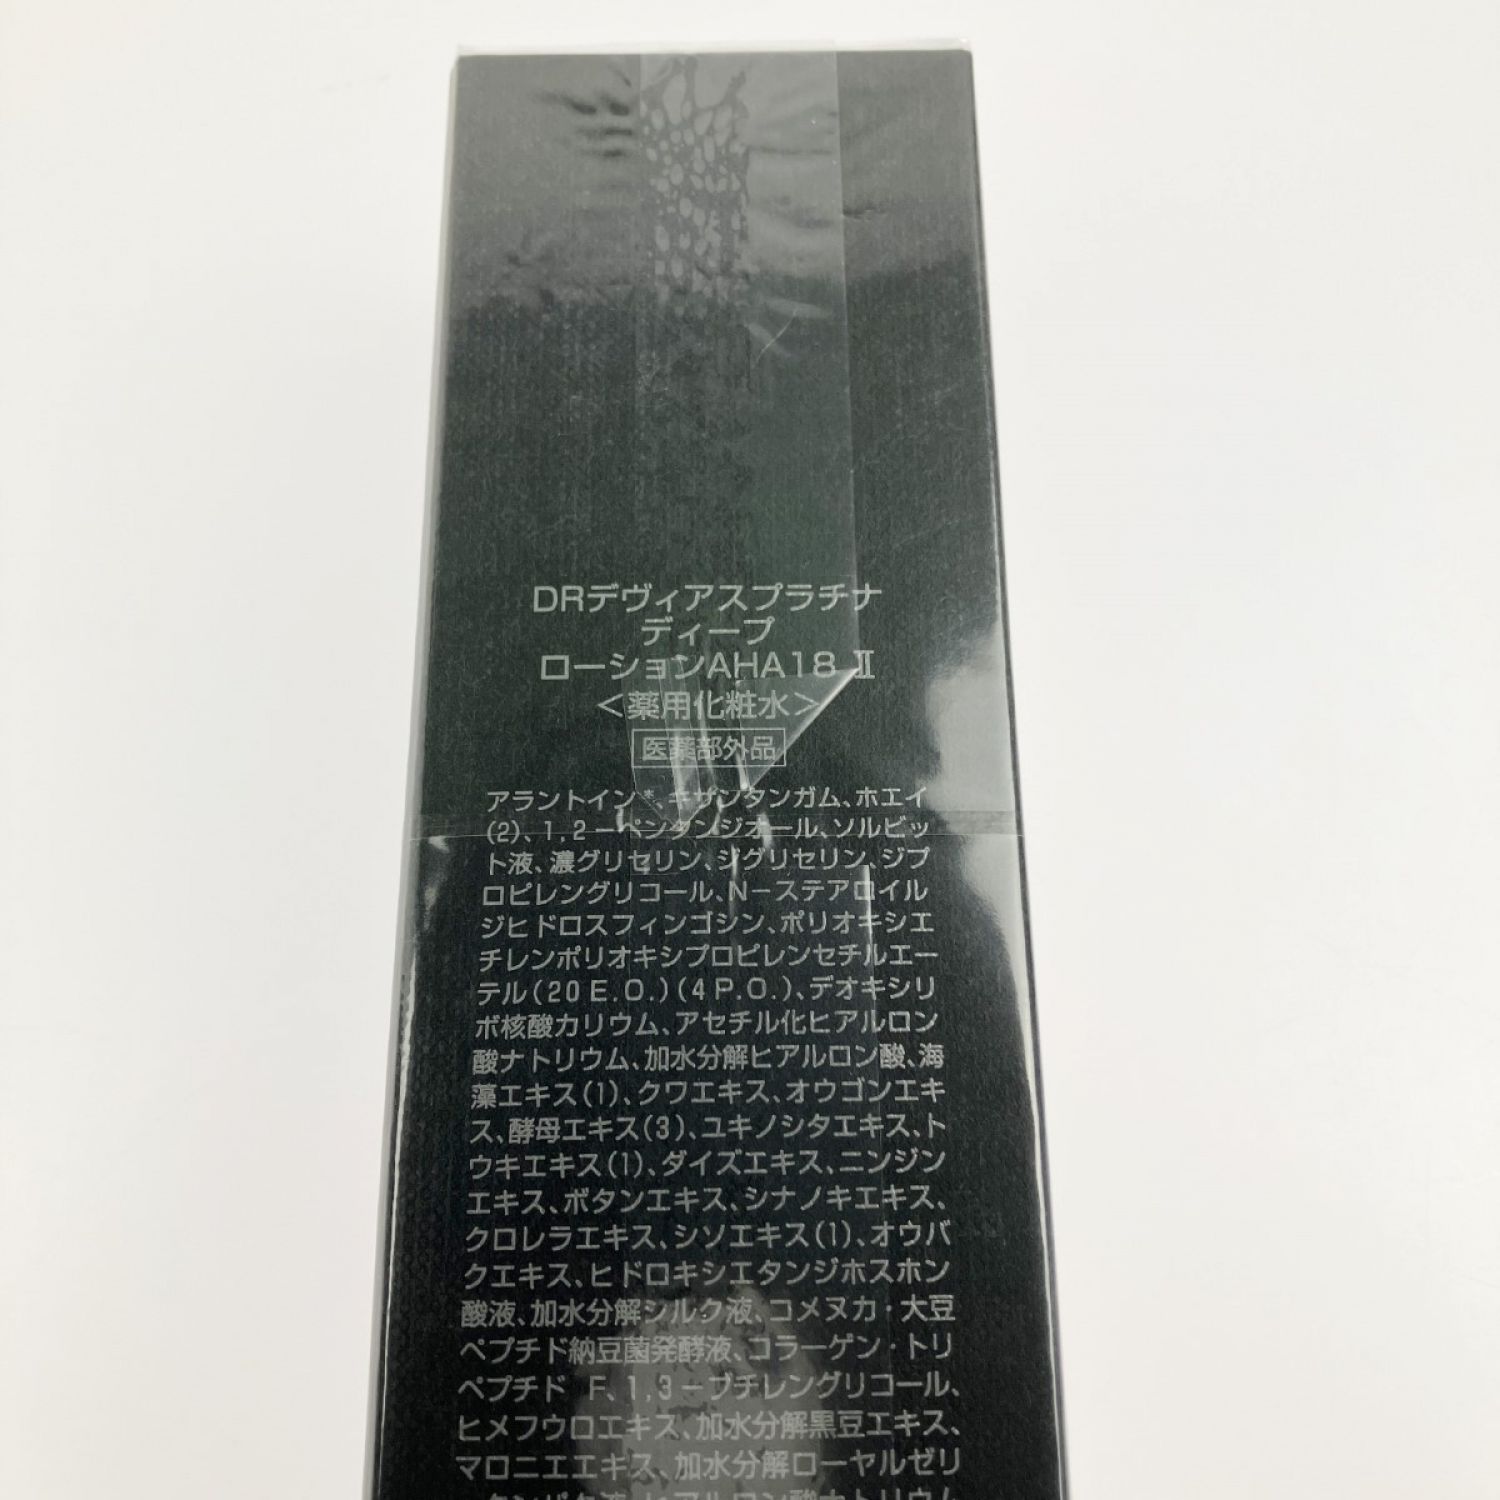 DRデヴィアスプラチナ
ディープ
ローションAHA18 Ⅱ
＜薬用化粧水＞
医薬部外品
アラントイン*、キサンタンガム、ホエイ
(2)、1,2－ペンタンジオール、ソルビッ
ト液、濃グリセリン、ジグリセリン、ジプ
ロピレングリコール、N－ステアロイル
ジヒドロスフィンゴシン、ポリオキシエ
チレンポリオキシプロピレンセチルエー
テル(20E.O.)(4P.O.)、デオキシリ
ボ核酸カリウム、アセチル化ヒアルロン
酸ナトリウム、加水分解ヒアルロン酸、海
藻エキス(1)、クワエキス、オウゴンエキ
ス、酵母エキス(3)、ユキノシタエキス、ト
ウキエキス(1)、ダイズエキス、ニンジン
エキス、ボタンエキス、シナノキエキス、
クロレラエキス、シソエキス(1)、オウバ
クエキス、ヒドロキシエタンジホスホン
酸液、加水分解シルク液、コメヌカ・大豆
ペプチド納豆菌発酵液、コラーゲン・トリ
ペプチド F、1,3－ブチレングリコール、
ヒメフウロエキス、加水分解黒豆エキス、
マロニエエキス、加水分解ローヤルゼリ
ータンパク液、ヒアルロン酸ナトリウム